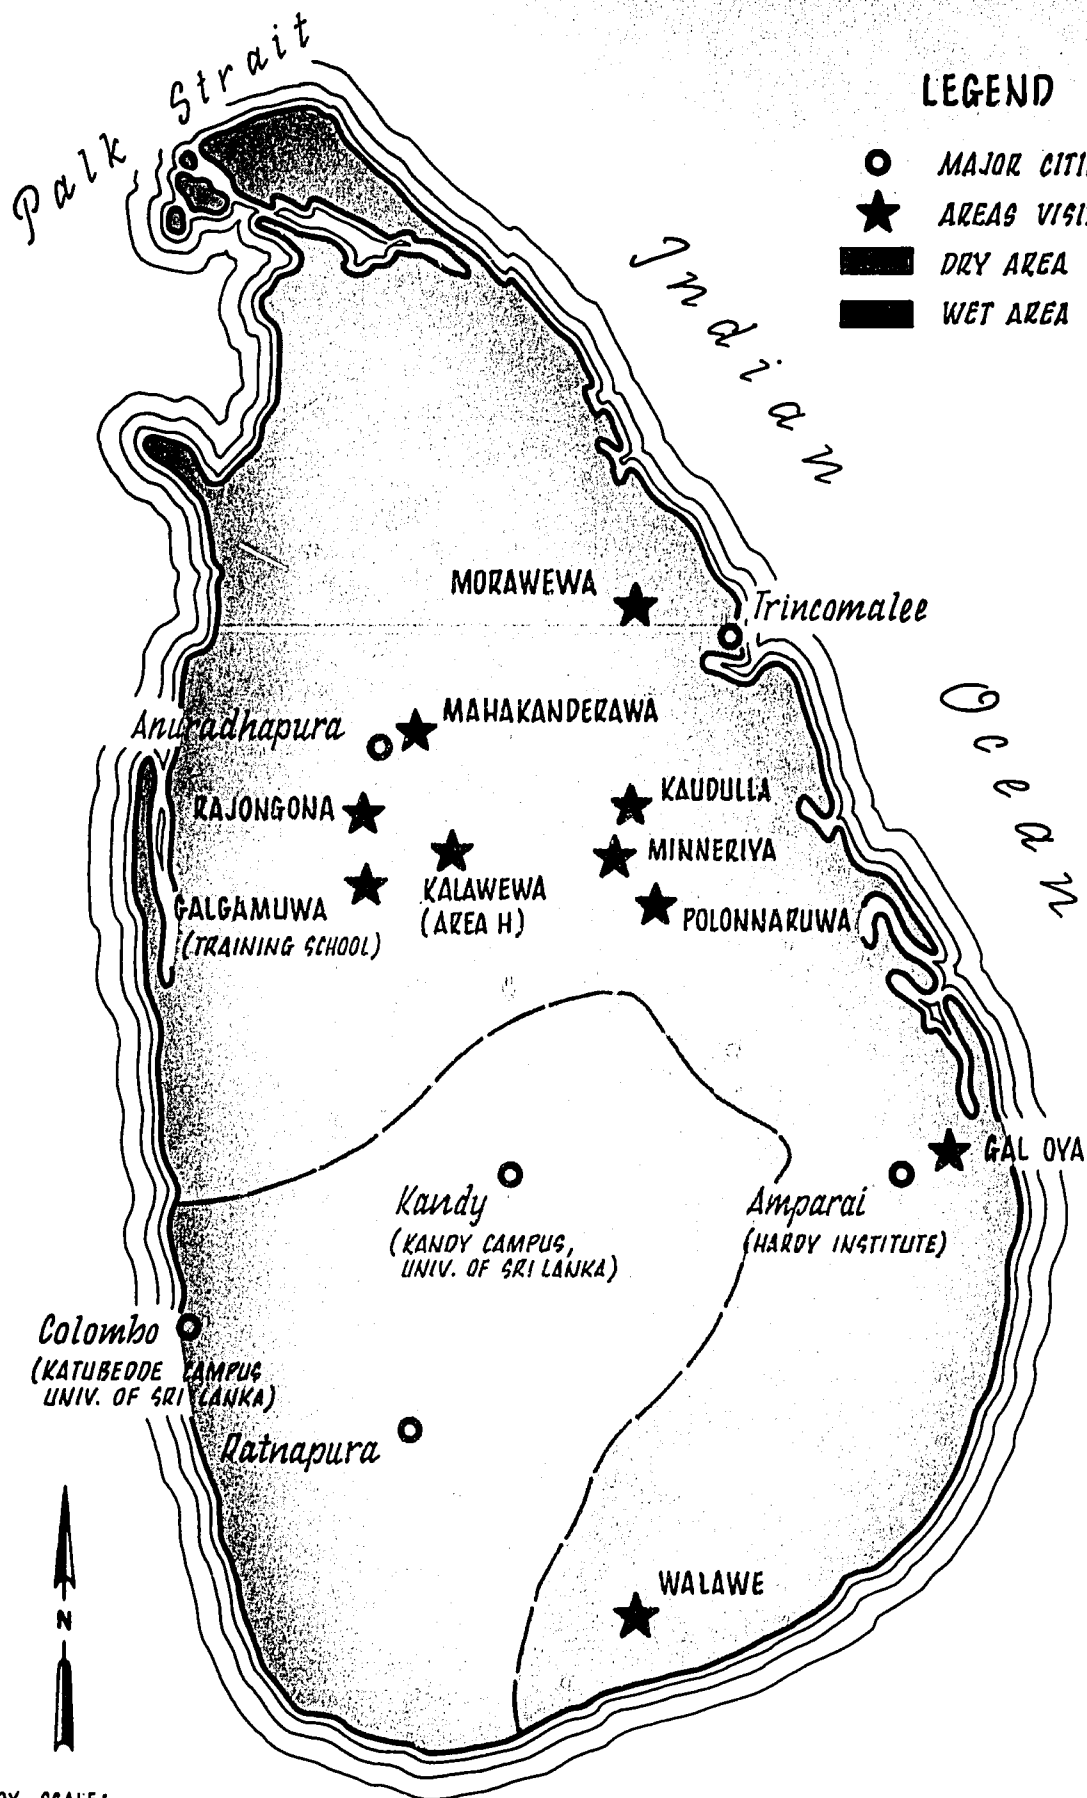 Palk Strait
LEGEND
MAJOR CITI
AREAS VISI
DRY AREA
WET AREA
Indian
Ocean
MORAWEWA
Trincomalee
MAHAKANDERAWA
Anuradhapura
KAUDULLA
RAJONGONA
MINNERIYA
KALAWEWA
(AREA H)
GALGAMUWA
(TRAINING SCHOOL)
POLONNARUWA
GAL OYA
Kandy
(KANDY CAMPUS,
UNIV. OF SRI LANKA)
Amparai
(HARDY INSTITUTE)
Colombo
(KATUBEDDE CAMPUS
UNIV. OF SRI LANKA)
Ratnapura
WALAWE
N